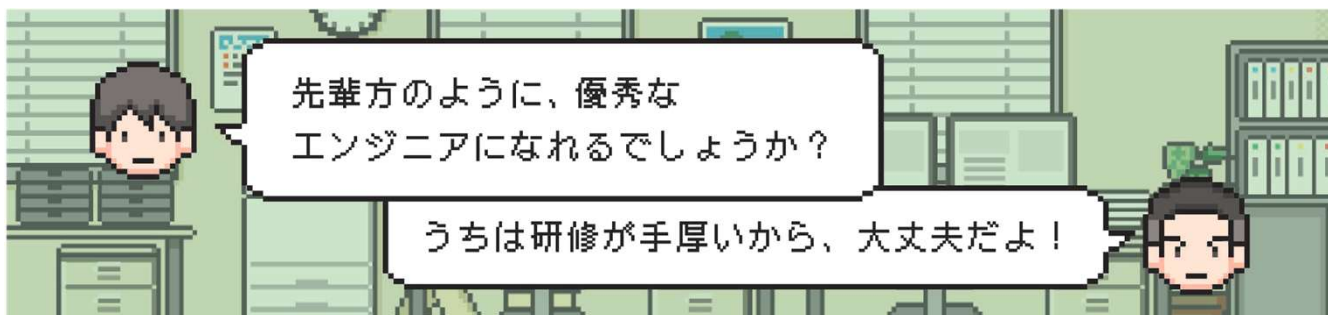 先輩方のように、優秀な
エンジニアになれるでしょうか？
うちは研修が手厚いから、大丈夫だよ！